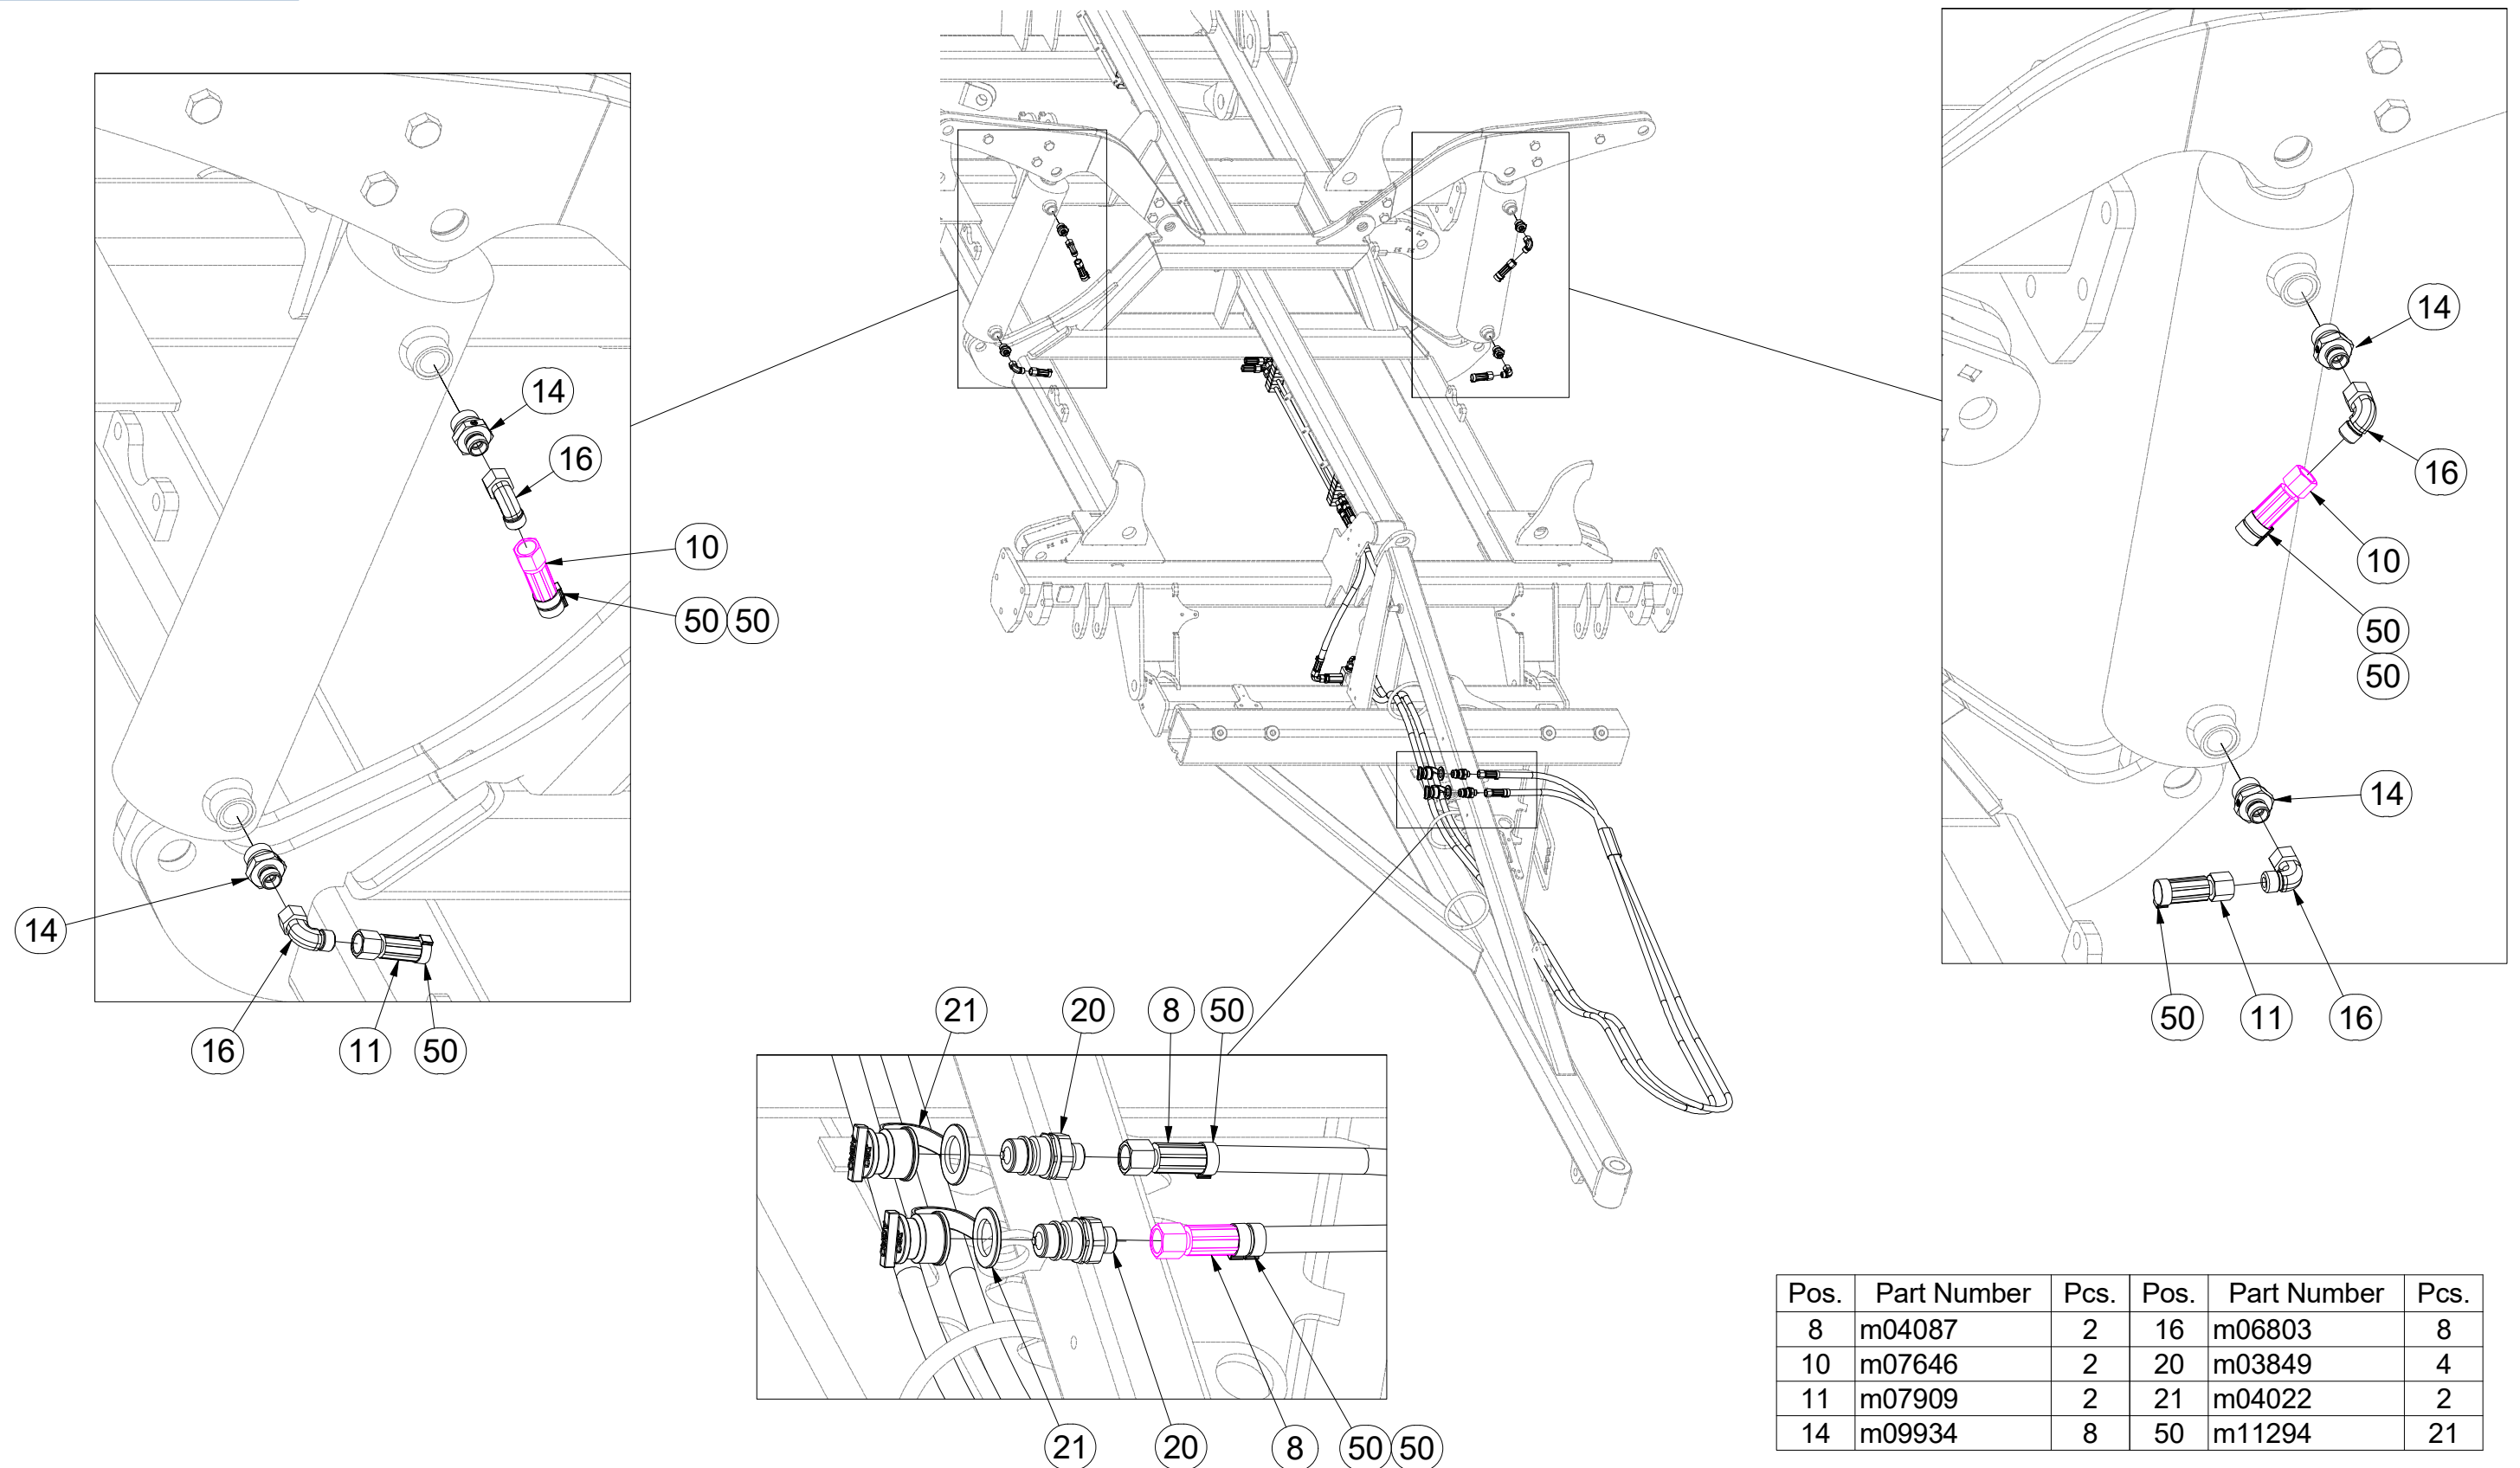 14
16
10
50 50
14
16 11 50
14
16
10
50
50
14
50 11 16
21 20 8 50
21 20 8 50 50
Pos. Part Number Pcs. Pos. Part Number Pcs.
8 m04087 2 16 m06803 8
10 m07646 2 20 m03849 4
11 m07909 2 21 m04022 2
14 m09934 8 50 m11294 21